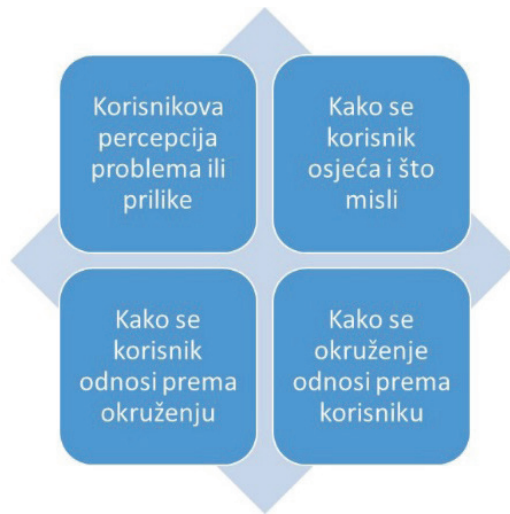 Korisnikova
percepcija
problema ili
prilike
Kako se
korisnik
osjeća i što
misli
Kako se
korisnik
odnosi prema
okruženju
Kako se
okruženje
odnosi prema
korisniku